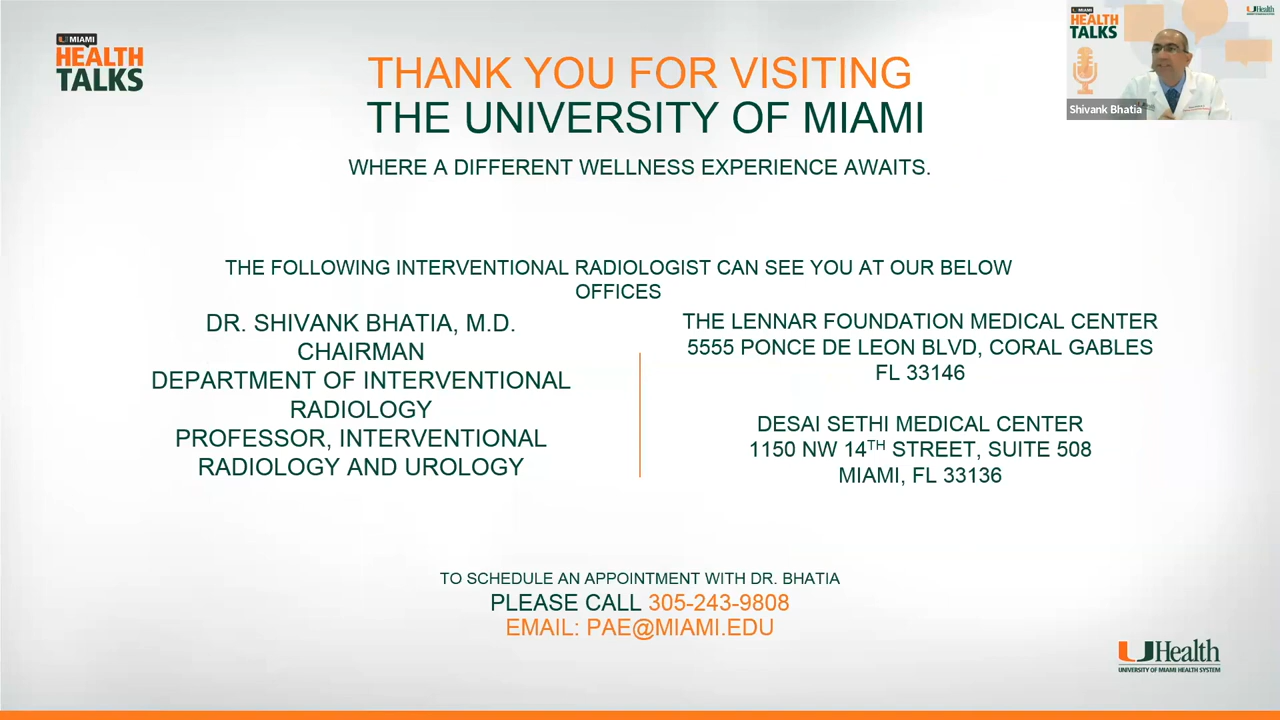 U MIAMI
HEALTH
TALKS
THANK YOU FOR VISITING
THE UNIVERSITY OF MIAMI
WHERE A DIFFERENT WELLNESS EXPERIENCE AWAITS.
U MIAMI
HEALTH
TALKS
UHealth
Shivank Bhatia
THE FOLLOWING INTERVENTIONAL RADIOLOGIST CAN SEE YOU AT OUR BELOW
OFFICES
DR. SHIVANK BHATIA, M.D.
CHAIRMAN
DEPARTMENT OF INTERVENTIONAL
RADIOLOGY
PROFESSOR, INTERVENTIONAL
RADIOLOGY AND UROLOGY
THE LENNAR FOUNDATION MEDICAL CENTER
5555 PONCE DE LEON BLVD, CORAL GABLES
FL 33146
DESAI SETHI MEDICAL CENTER
1150 NW 14TH STREET, SUITE 508
MIAMI, FL 33136
TO SCHEDULE AN APPOINTMENT WITH DR. BHATIA
PLEASE CALL 305-243-9808
EMAIL: PAE@MIAMI.EDU
UHealth
UNIVERSITY OF MIAMI HEALTH SYSTEM